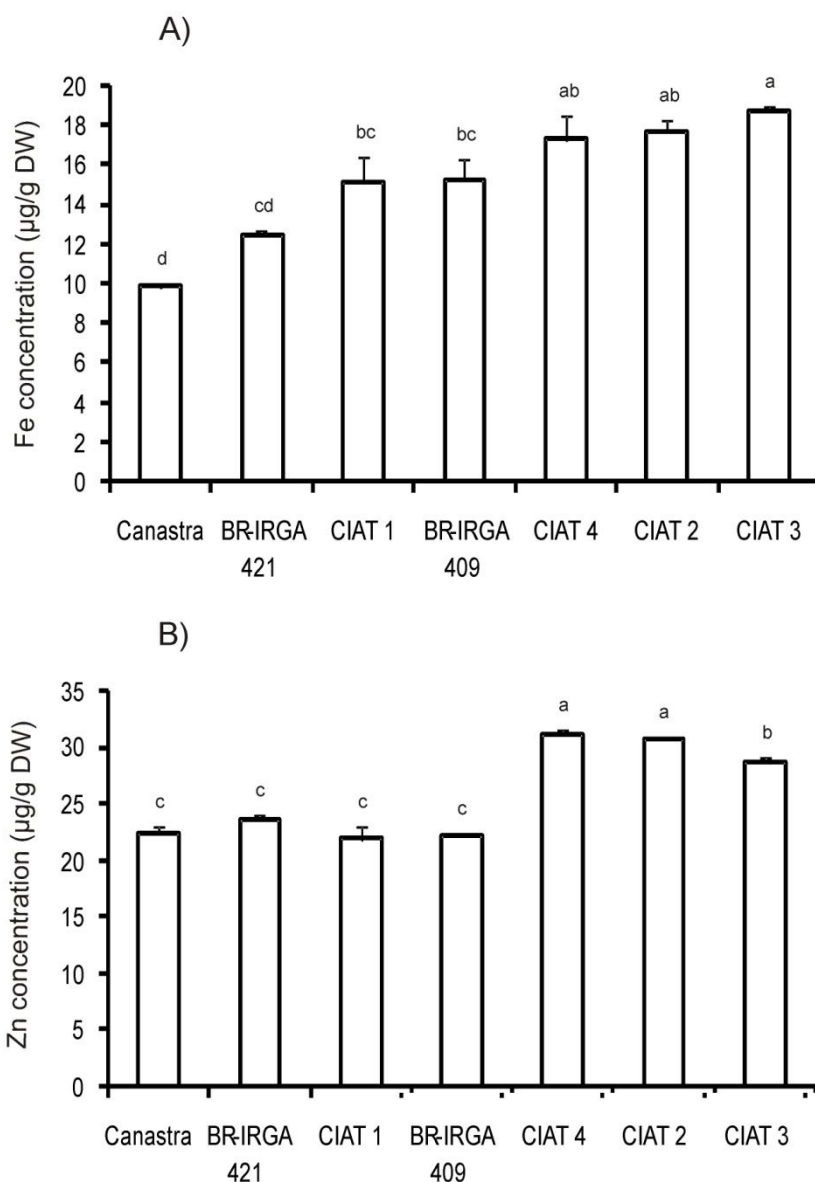 A)
Fe concentration (µg/g DW)
20
18
16
14
12
10
8
6
4
2
0
d
cd
bc
bc
ab
ab
a
Canastra
BR-IRGA
421
CIAT 1
BR-IRGA
409
CIAT 4
CIAT 2
CIAT 3
B)
Zn concentration (µg/g DW)
35
30
25
20
15
10
5
0
c
c
c
c
a
a
b
Canastra
BR-IRGA
421
CIAT 1
BR-IRGA
409
CIAT 4
CIAT 2
CIAT 3